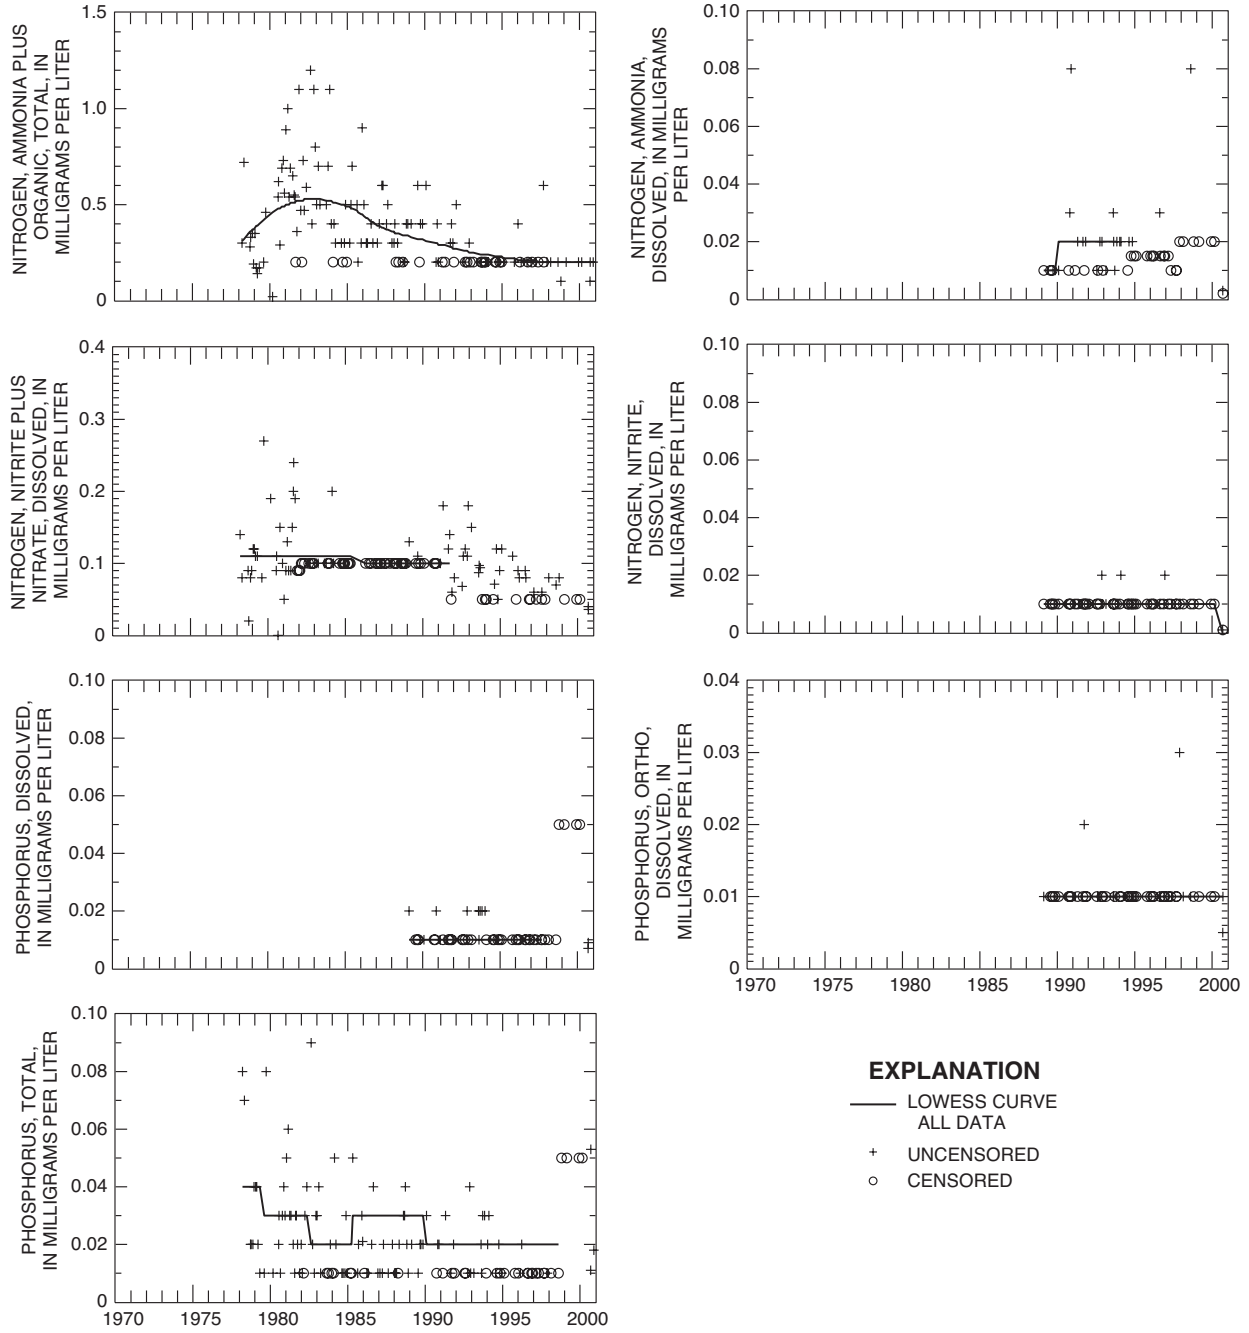 NITROGEN, AMMONIA PLUS
ORGANIC, TOTAL, IN
MILLIGRAMS PER LITER
1.5
1.0
0.5
0
NITROGEN, AMMONIA,
DISSOLVED, IN MILLIGRAMS
PER LITER
0.10
0.08
0.06
0.04
0.02
0
NITROGEN, NITRITE PLUS
NITRATE, DISSOLVED, IN
MILLIGRAMS PER LITER
0.4
0.3
0.2
0.1
0
NITROGEN, NITRITE,
DISSOLVED, IN
MILLIGRAMS PER LITER
0.10
0.08
0.06
0.04
0.02
0
PHOSPHORUS, DISSOLVED,
IN MILLIGRAMS PER LITER
0.10
0.08
0.06
0.04
0.02
0
PHOSPHORUS, ORTHO,
DISSOLVED, IN
MILLIGRAMS PER LITER
0.04
0.03
0.02
0.01
0
1970 1975 1980 1985 1990 1995 2000
PHOSPHORUS, TOTAL,
IN MILLIGRAMS PER LITER
0.10
0.08
0.06
0.04
0.02
0
1970 1975 1980 1985 1990 1995 2000
EXPLANATION
LOWESS CURVE
ALL DATA
UNCENSORED
CENSORED